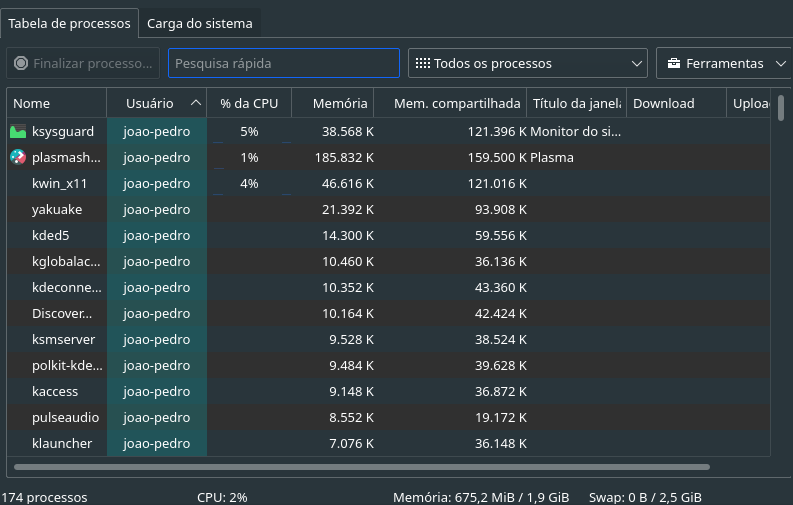 Tabela de processos Carga do sistema
Finalizar processo... Pesquisa rápida Todos os processos Ferramentas
Nome Usuário % da CPU Memória Mem. compartilhada Título da janela Download Upload
ksysguard joao-pedro 5% 38.568 K 121.396 K Monitor do si...
plasmash... joao-pedro 1% 185.832 K 159.500 K Plasma
kwin_x11 joao-pedro 4% 46.616 K 121.016 K
yakuake joao-pedro 21.392 K 93.908 K
kded5 joao-pedro 14.300 K 59.556 K
kglobalac... joao-pedro 10.460 K 36.136 K
kdeconne... joao-pedro 10.352 K 43.360 K
Discover... joao-pedro 10.164 K 42.424 K
ksmserver joao-pedro 9.528 K 38.524 K
polkit-kde... joao-pedro 9.484 K 39.628 K
kaccess joao-pedro 9.148 K 36.872 K
pulseaudio joao-pedro 8.552 K 19.172 K
klauncher joao-pedro 7.076 K 36.148 K
174 processos CPU: 2% Memória: 675,2 MiB / 1,9 GiB Swap: 0 B / 2,5 GiB